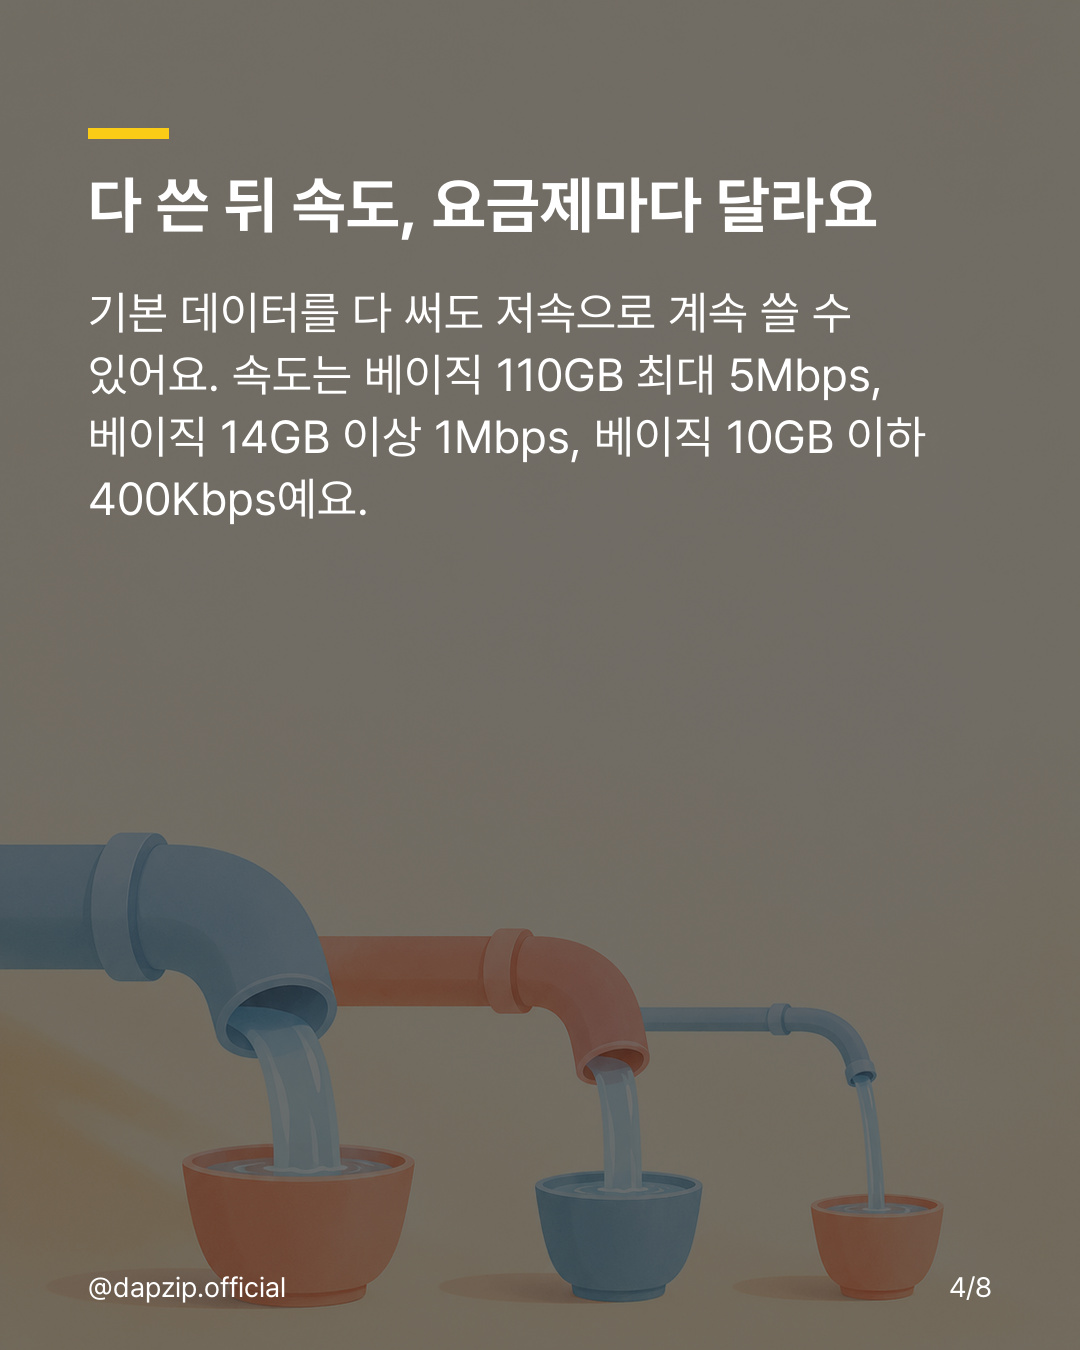 다 쓴 뒤 속도, 요금제마다 달라요
기본 데이터를 다 써도 저속으로 계속 쓸 수
있어요. 속도는 베이직 110GB 최대 5Mbps,
베이직 14GB 이상 1Mbps, 베이직 10GB 이하
400Kbps예요.
@dapzip.official
4/8